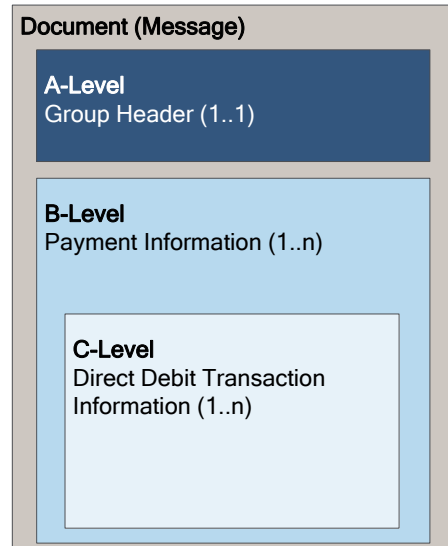 Document (Message)
A-Level
Group Header (1..1)
B-Level
Payment Information (1..n)
C-Level
Direct Debit Transaction
Information (1..n)